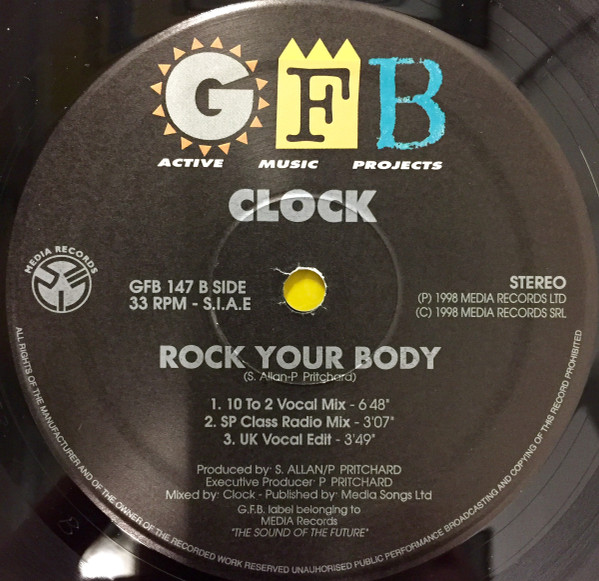 GFB
ACTIVE MUSIC PROJECTS
CLOCK
MEDIA RECORDS
GFB 147 B SIDE
33 RPM - S.I.A.E
STEREO
(P) 1998 MEDIA RECORDS LTD
(C) 1998 MEDIA RECORDS SRL
ROCK YOUR BODY
(S. Allan-P Pritchard)
1. 10 To 2 Vocal Mix - 6 48"
2. SP Class Radio Mix - 3'07"
3. UK Vocal Edit - 3'49"
Produced by: S. ALLAN/P PRITCHARD
Executive Producer: P PRITCHARD
Mixed by: Clock - Published by: Media Songs Ltd
G.F.B. label belonging to
MEDIA Records
"THE SOUND OF THE FUTURE"
ALL RIGHTS OF THE MANUFACTURER AND OF THE OWNER OF THE RECORDED WORK RESERVED UNAUTHORISED PUBLIC PERFORMANCE BROADCASTING AND COPYING OF THIS RECORD PROHIBITED
B